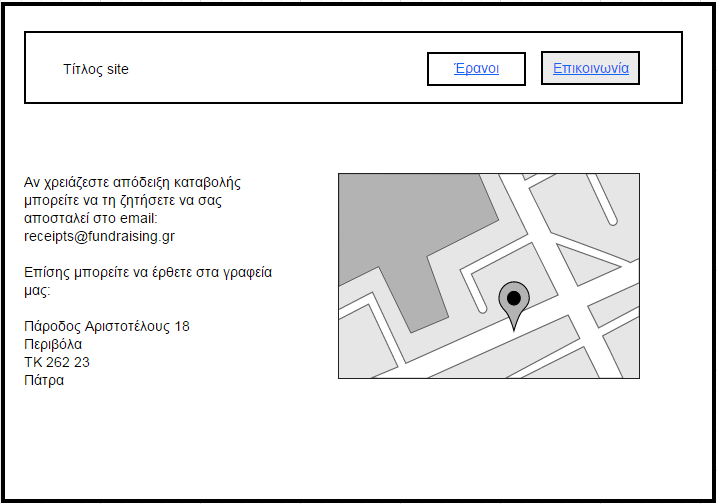 Τίτλος site
Έρανοι
Επικοινωνία
Αν χρειάζεστε απόδειξη καταβολής
μπορείτε να τη ζητήσετε να σας
αποσταλεί στο email:
receipts@fundraising.gr
Επίσης μπορείτε να έρθετε στα γραφεία
μας:
Πάροδος Αριστοτέλους 18
Περιβόλα
ΤΚ 262 23
Πάτρα